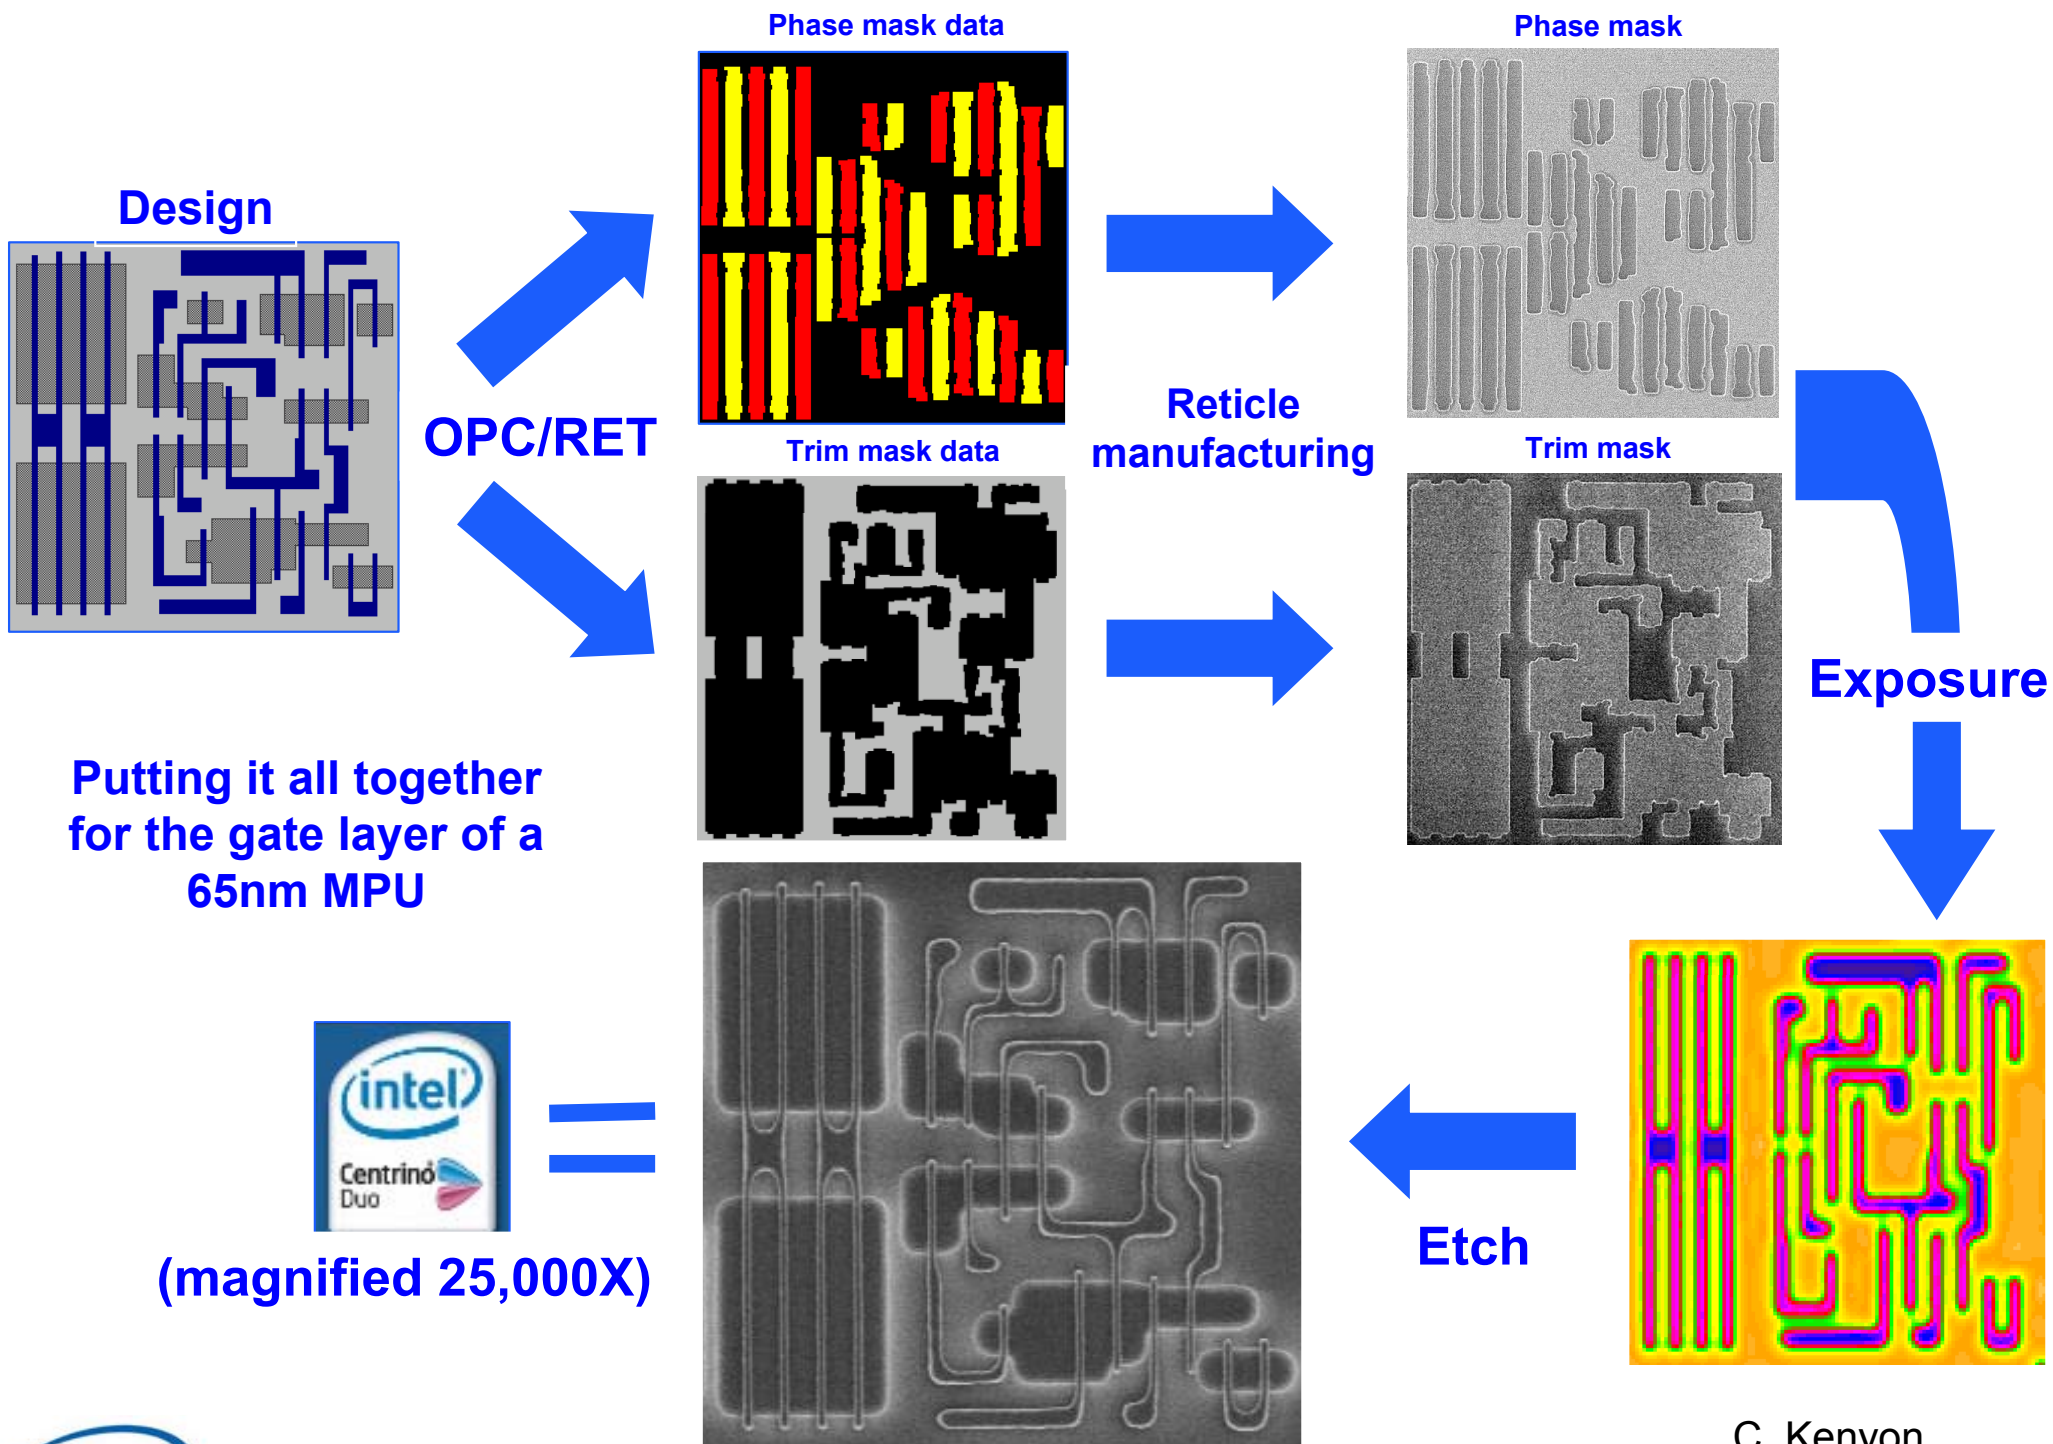 Phase mask data
Phase mask
Design
OPC/RET
Reticle
manufacturing
Trim mask data
Trim mask
Exposure
Putting it all together
for the gate layer of a
65nm MPU
intel
Centrino
Duo
(magnified 25,000X)
Etch
C. Kenyon